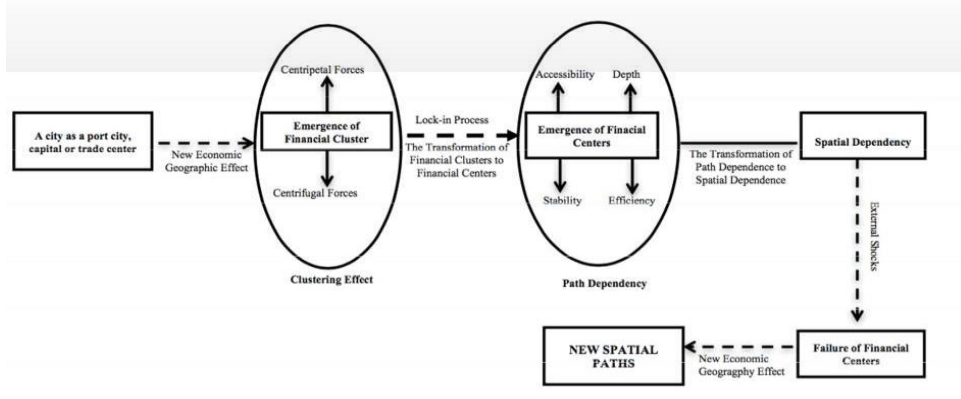 Centripetal Forces
Accessibility
Depth
A city as a port city,
capital or trade center
New Economic
Geographic Effect
Emergence of
Financial Cluster
Centrifugal Forces
Clustering Effect
Lock-in Process
The Transformation of
Financial Clusters to
Financial Centers
Emergence of Finacial
Centers
Stability
Efficiency
Path Dependency
The Transformation of
Path Dependence to
Spatial Dependence
Spatial Dependency
External Shocks
Failure of Financial
Centers
New Economic
Geogragphy Effect
NEW SPATIAL
PATHS